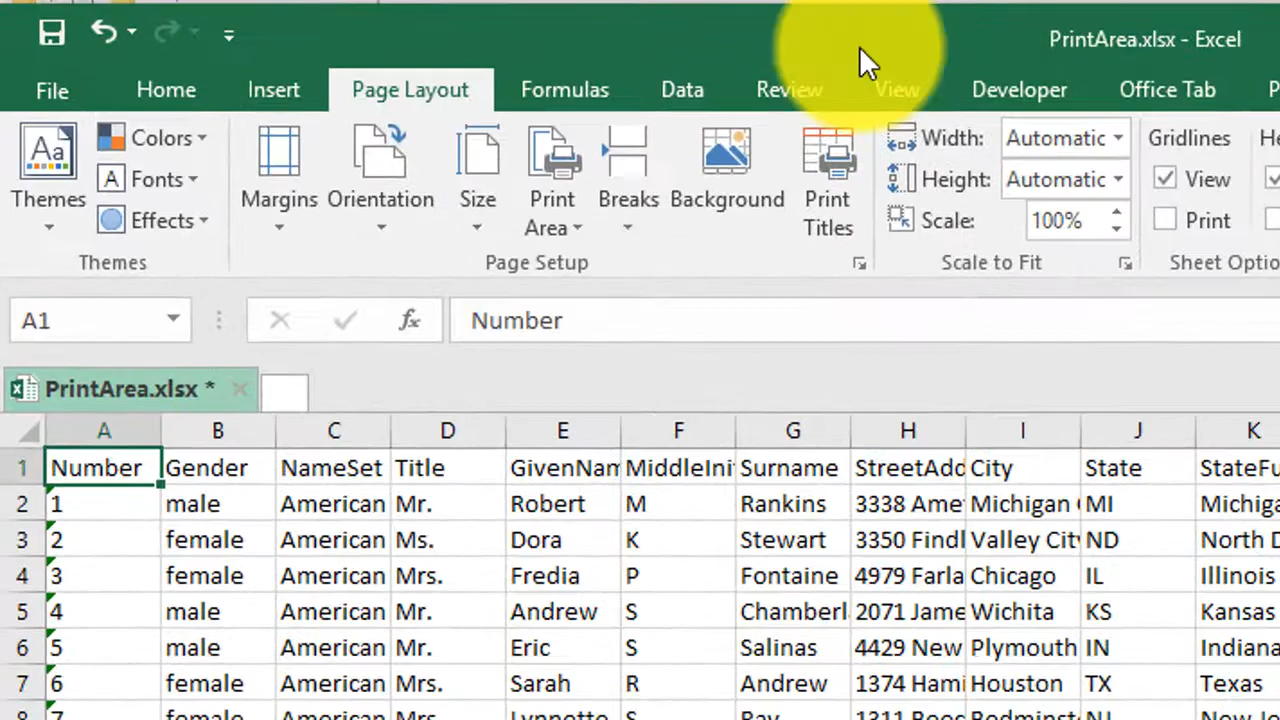 PrintArea.xlsx - Excel
File Home Insert Page Layout Formulas Data Review View Developer Office Tab
Colors Width: Automatic Gridlines
Aa Fonts Height: Automatic View
Themes Margins Orientation Size Print Area Breaks Background Print Titles
Effects Scale: 100% Print
Themes Page Setup Scale to Fit
A1 fx Number
PrintArea.xlsx *
A B C D E F G H I J K
1 Number Gender NameSet Title GivenNam MiddleInit Surname StreetAdd City State StateFu
2 1 male American Mr. Robert M Rankins 3338 Ame Michigan MI Michiga
3 2 female American Ms. Dora K Stewart 3350 Findl Valley City ND North D
4 3 female American Mrs. Fredia P Fontaine 4979 Farla Chicago IL Illinois
5 4 male American Mr. Andrew S Chamberl 2071 Jame Wichita KS Kansas
6 5 male American Mr. Eric S Salinas 4429 New Plymouth IN Indiana
7 6 female American Mrs. Sarah R Andrew 1374 Hami Houston TX Texas